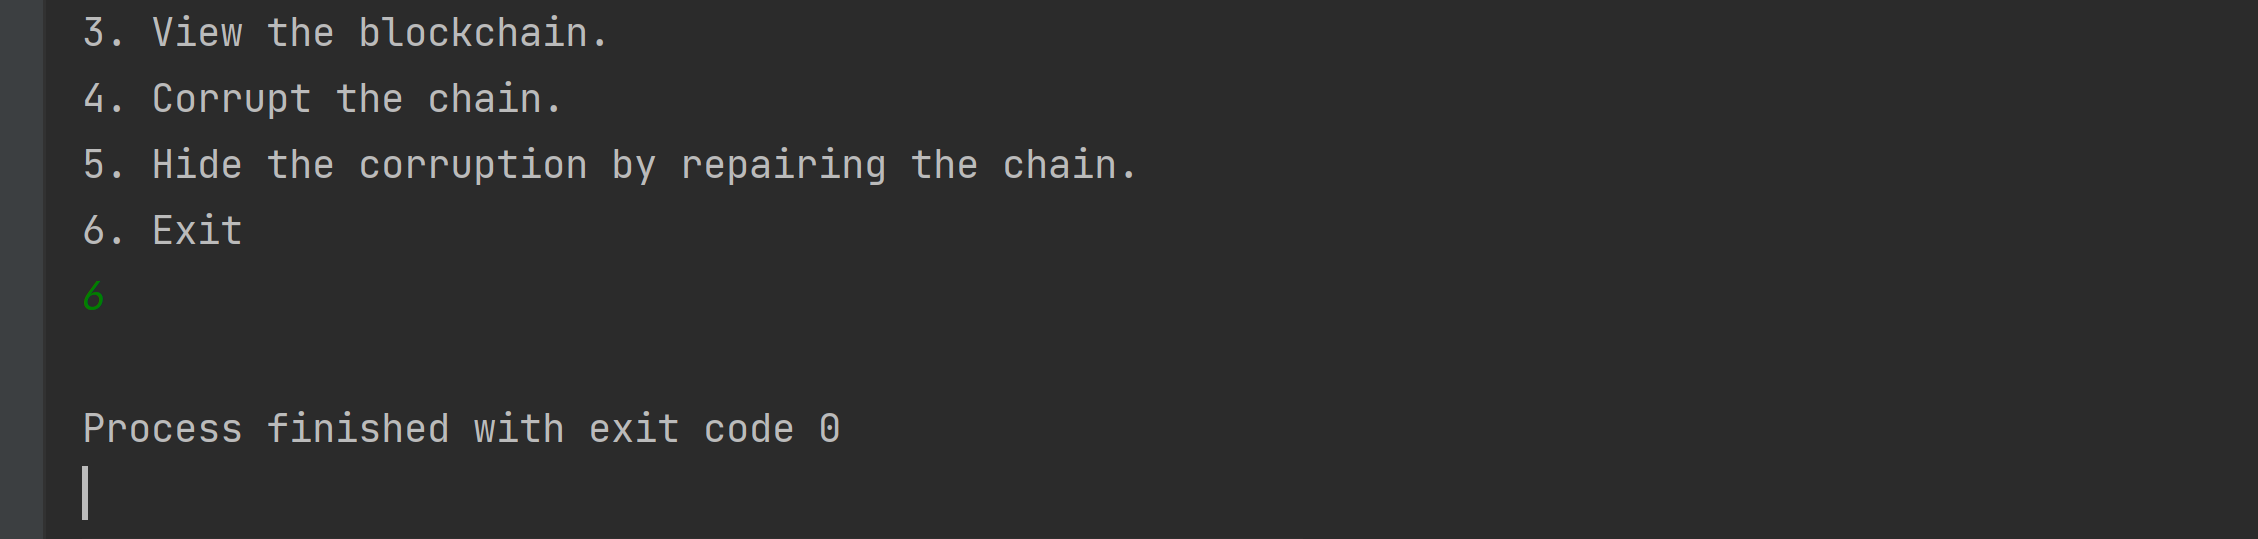 3. View the blockchain.
4. Corrupt the chain.
5. Hide the corruption by repairing the chain.
6. Exit
6
Process finished with exit code 0